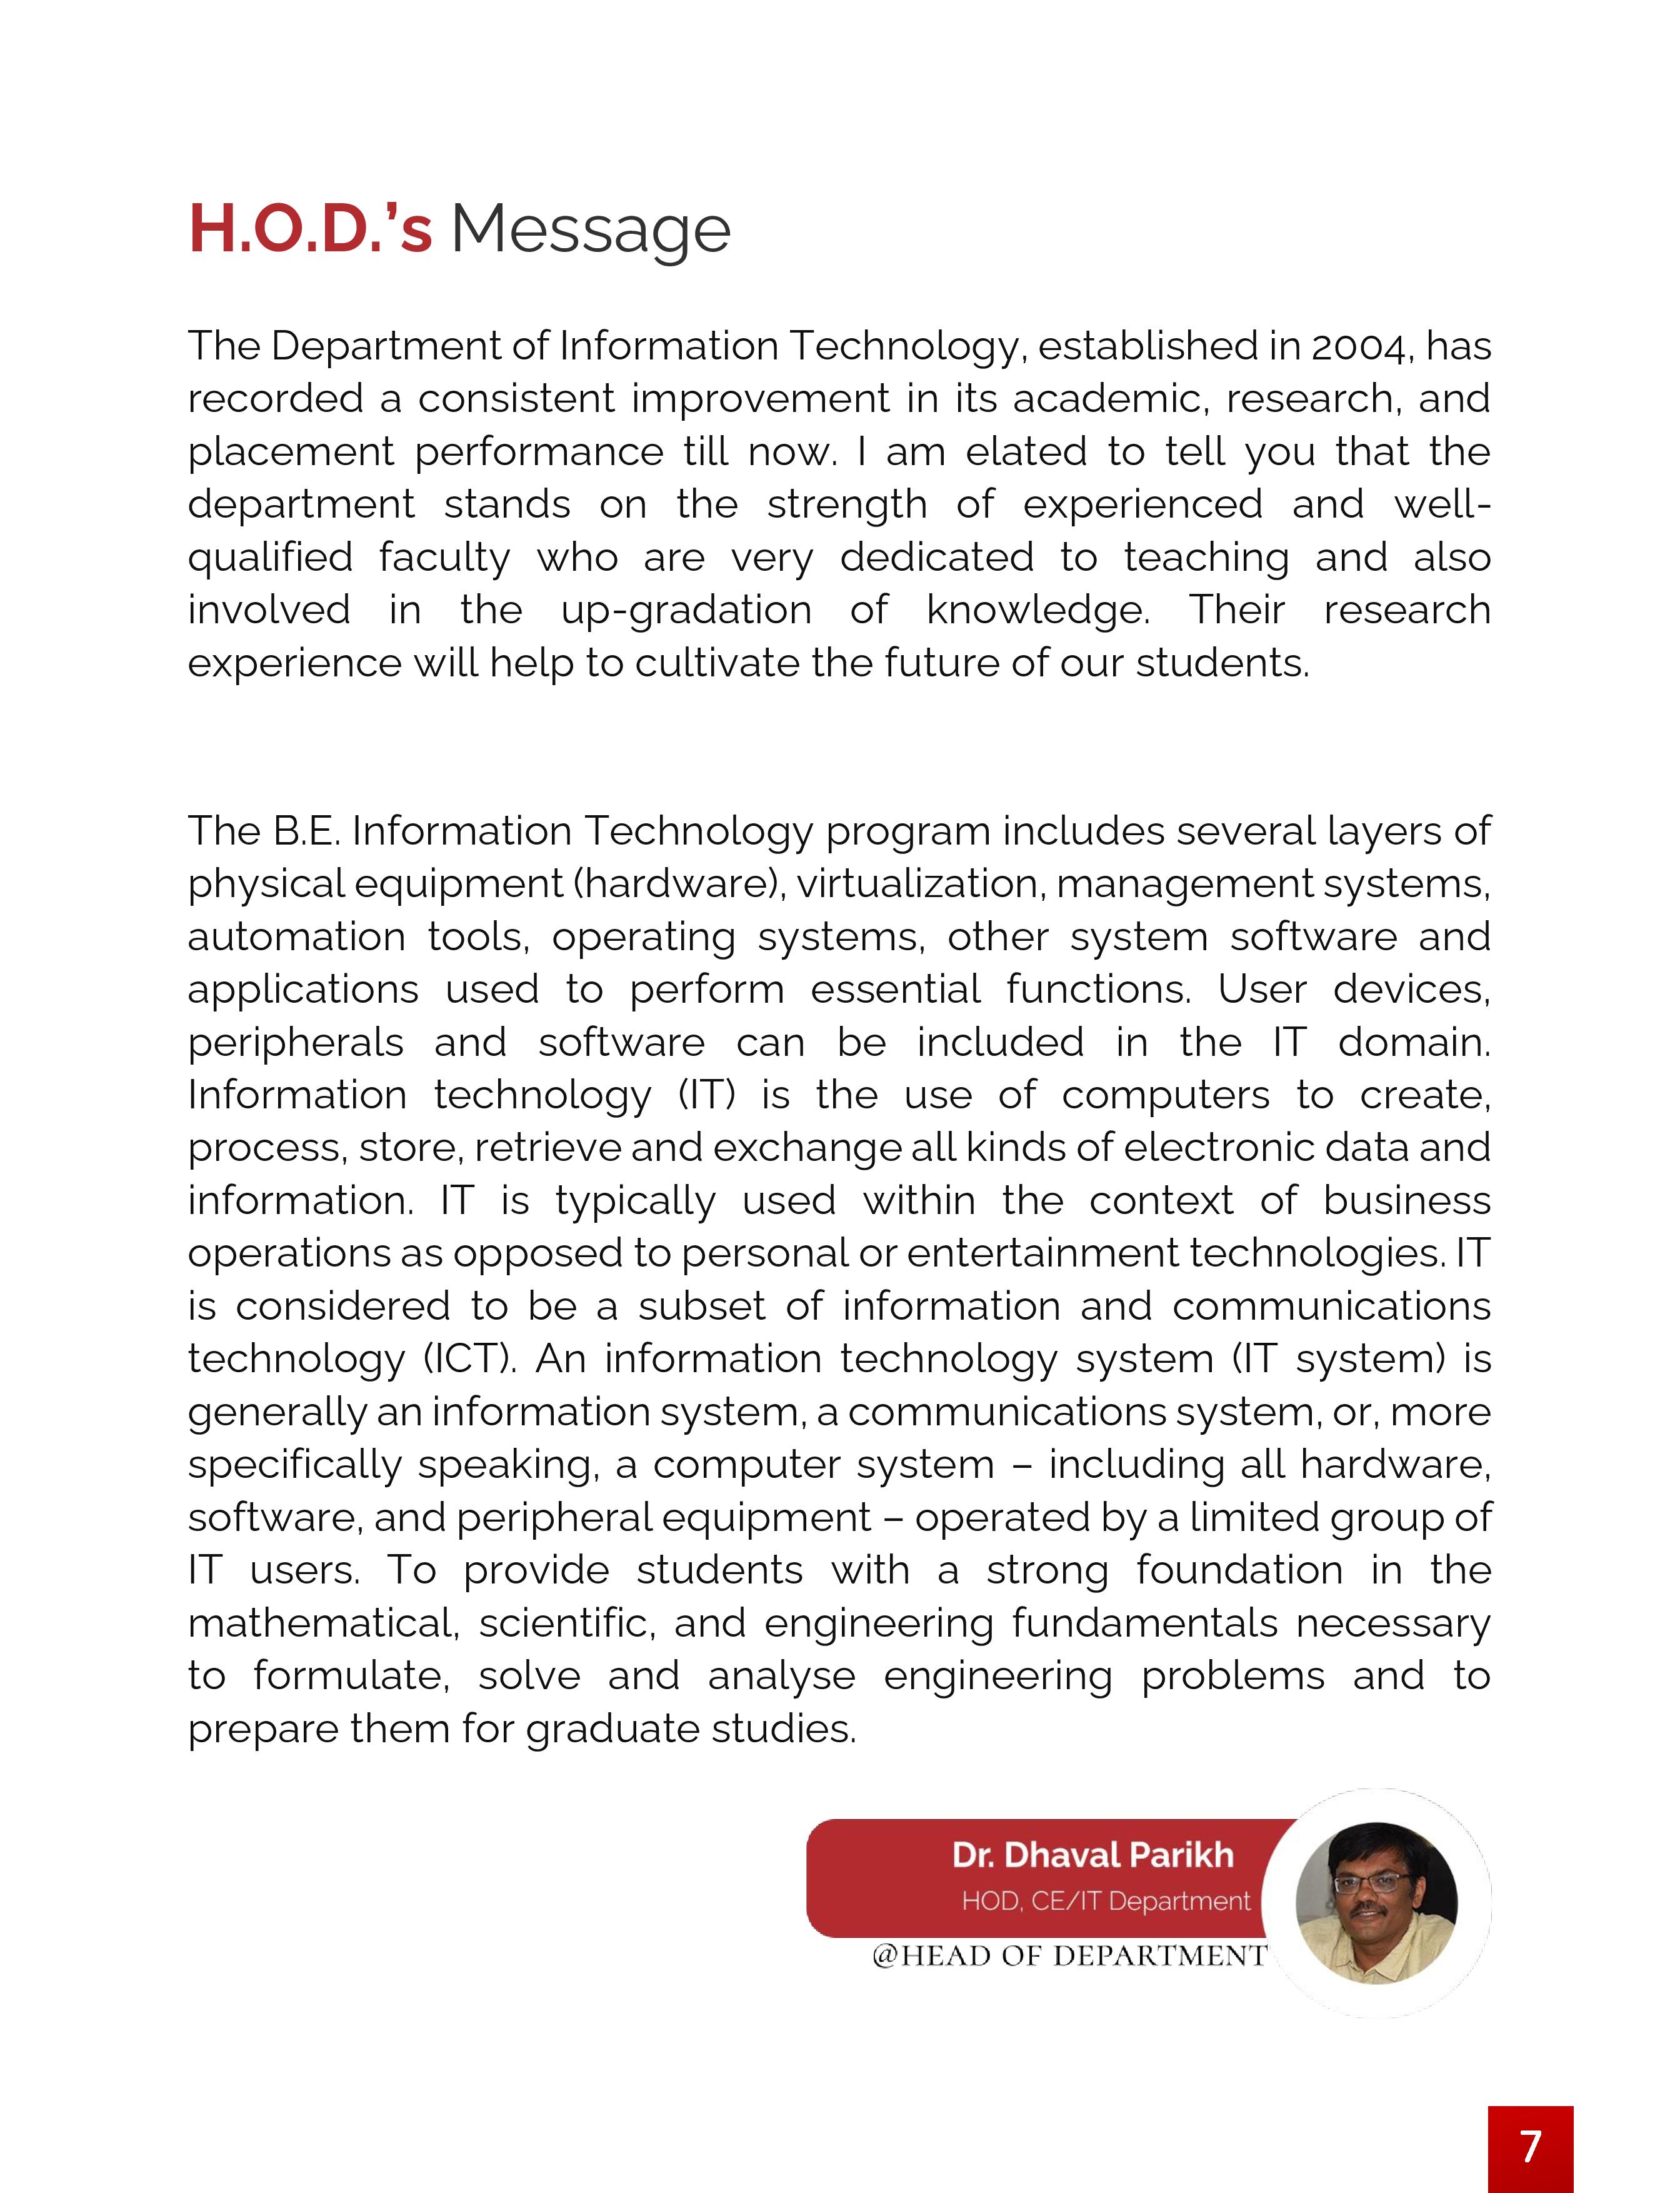 H.O.D.’s Message
The Department of Information Technology, established in 2004, has
recorded a consistent improvement in its academic, research, and
placement performance till now. I am elated to tell you that the
department stands on the strength of experienced and well-
qualified faculty who are very dedicated to teaching and also
involved in the up-gradation of knowledge. Their research
experience will help to cultivate the future of our students.
The B.E. Information Technology program includes several layers of
physical equipment (hardware), virtualization, management systems,
automation tools, operating systems, other system software and
applications used to perform essential functions. User devices,
peripherals and software can be included in the IT domain.
Information technology (IT) is the use of computers to create,
process, store, retrieve and exchange all kinds of electronic data and
information. IT is typically used within the context of business
operations as opposed to personal or entertainment technologies. IT
is considered to be a subset of information and communications
technology (ICT). An information technology system (IT system) is
generally an information system, a communications system, or, more
specifically speaking, a computer system – including all hardware,
software, and peripheral equipment – operated by a limited group of
IT users. To provide students with a strong foundation in the
mathematical, scientific, and engineering fundamentals necessary
to formulate, solve and analyse engineering problems and to
prepare them for graduate studies.
Dr. Dhaval Parikh
HOD, CE/IT Department
@HEAD OF DEPARTMENT
7